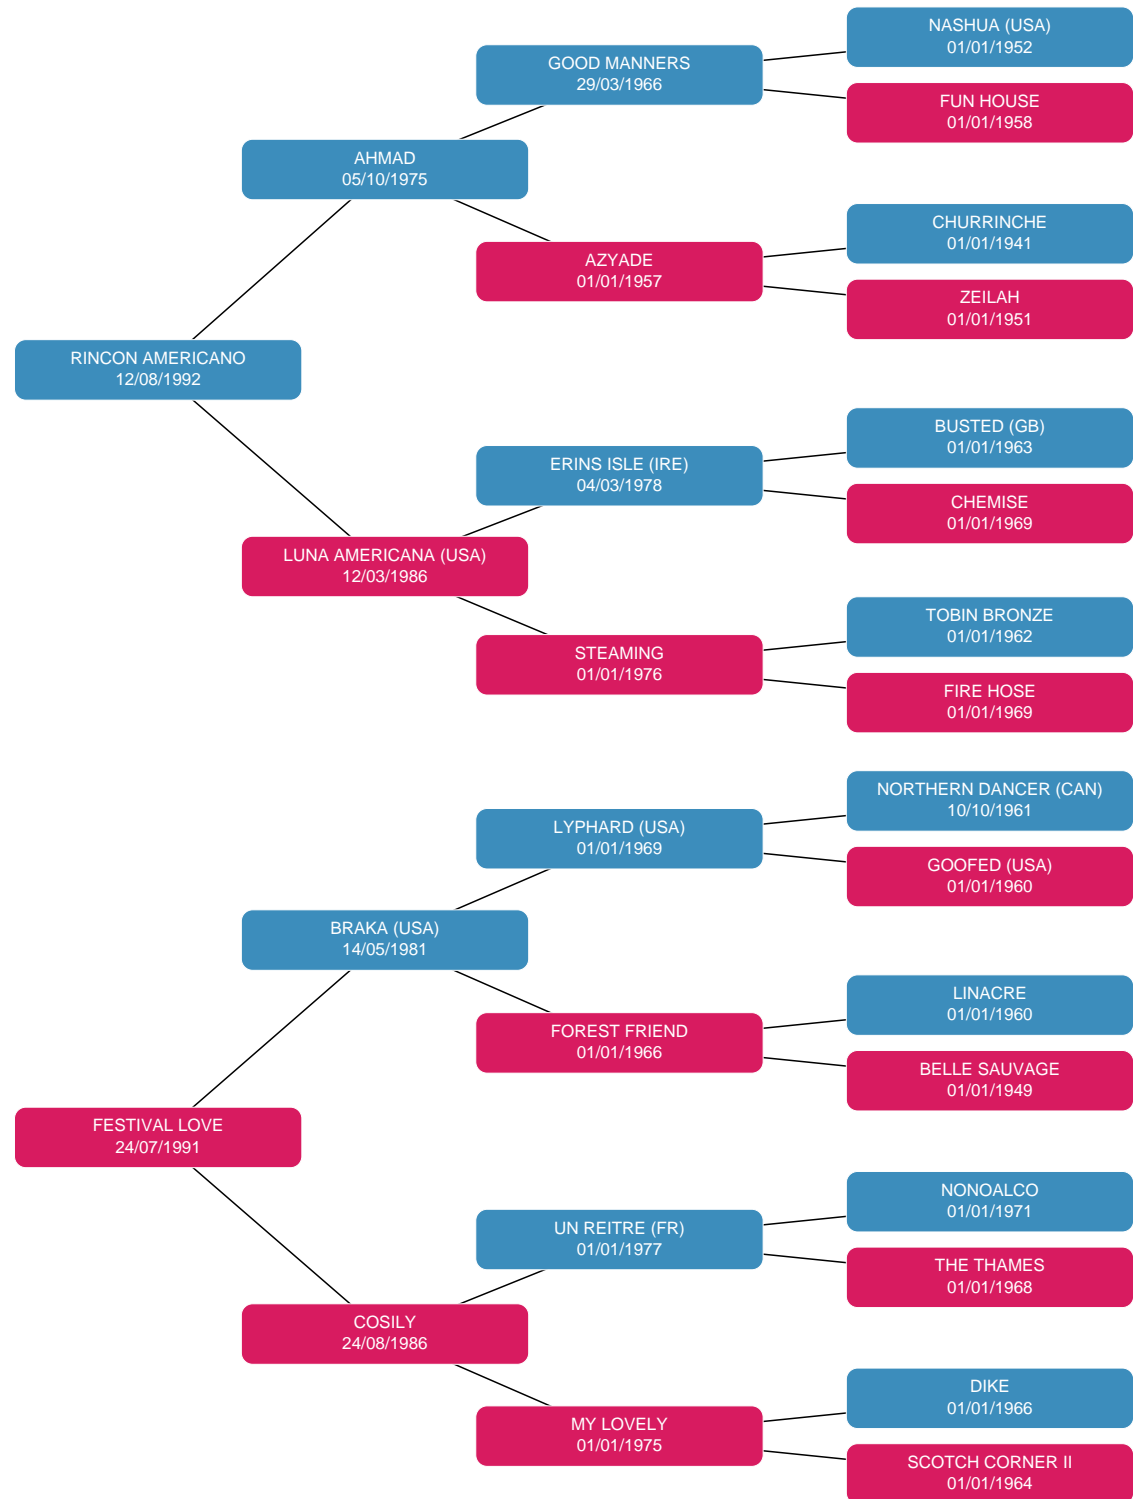 NASHUA (USA)
01/01/1952
GOOD MANNERS
29/03/1966
FUN HOUSE
01/01/1958
AHMAD
05/10/1975
CHURRINCHE
01/01/1941
AZYADE
01/01/1957
ZEILAH
01/01/1951
RINCON AMERICANO
12/08/1992
BUSTED (GB)
01/01/1963
ERINS ISLE (IRE)
04/03/1978
CHEMISE
01/01/1969
LUNA AMERICANA (USA)
12/03/1986
TOBIN BRONZE
01/01/1962
STEAMING
01/01/1976
FIRE HOSE
01/01/1969
NORTHERN DANCER (CAN)
10/10/1961
LYPHARD (USA)
01/01/1969
GOOFED (USA)
01/01/1960
BRAKA (USA)
14/05/1981
LINACRE
01/01/1960
FOREST FRIEND
01/01/1966
BELLE SAUVAGE
01/01/1949
FESTIVAL LOVE
24/07/1991
NONOALCO
01/01/1971
UN REITRE (FR)
01/01/1977
THE THAMES
01/01/1968
COSILY
24/08/1986
DIKE
01/01/1966
MY LOVELY
01/01/1975
SCOTCH CORNER II
01/01/1964